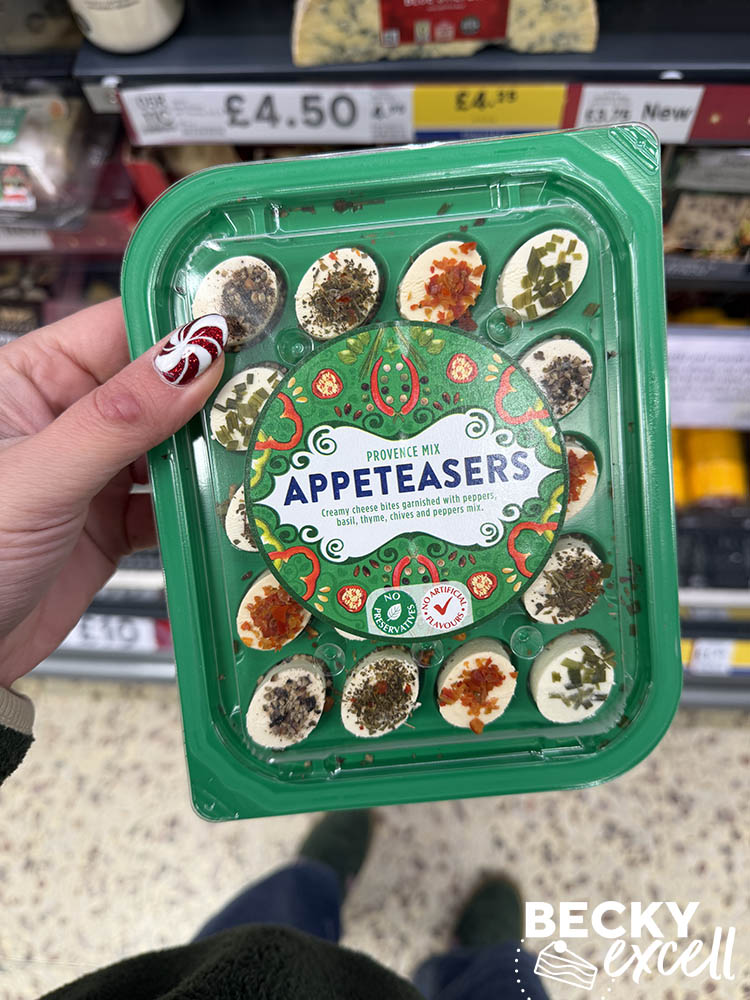 £4.50
New
PROVENCE MIX
APPETEASERS
Creamy cheese bites garnished with peppers,
basil, thyme, chives and peppers mix.
NO
PRESERVATIVES
NO ARTIFICIAL
FLAVOURS
BECKY
excell